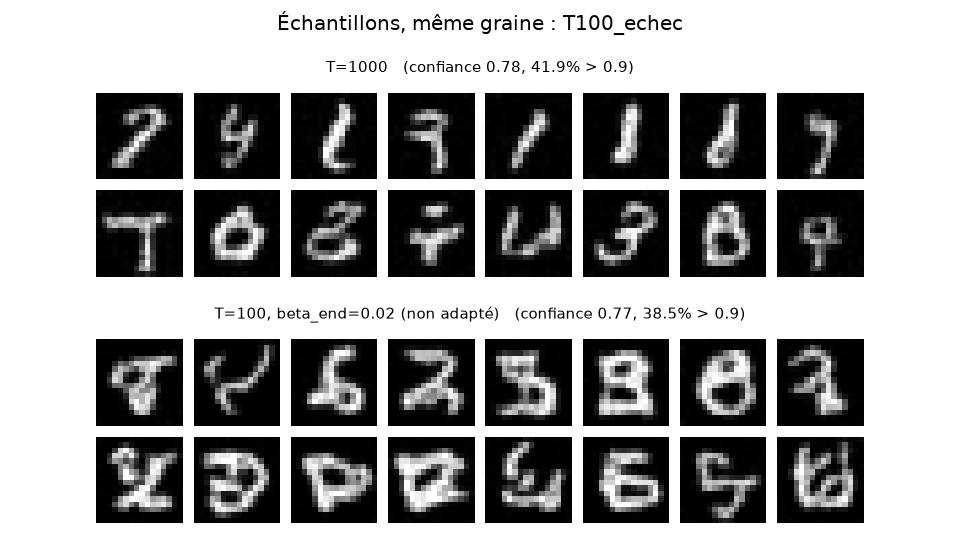 Échantillons, même graine : T100_echec
T=1000 (confiance 0.78, 41.9% > 0.9)
T=100, beta_end=0.02 (non adapté) (confiance 0.77, 38.5% > 0.9)